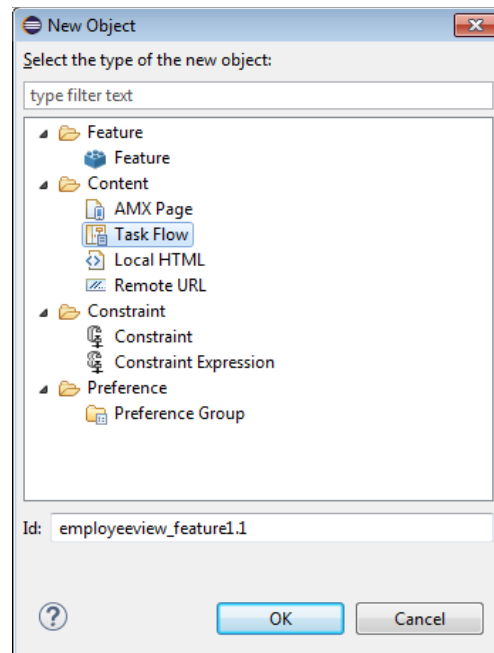 New Object
Select the type of the new object:
type filter text
Feature
Feature
Content
AMX Page
Task Flow
Local HTML
Remote URL
Constraint
Constraint
Constraint Expression
Preference
Preference Group
Id: employeeview_feature1.1
? OK Cancel